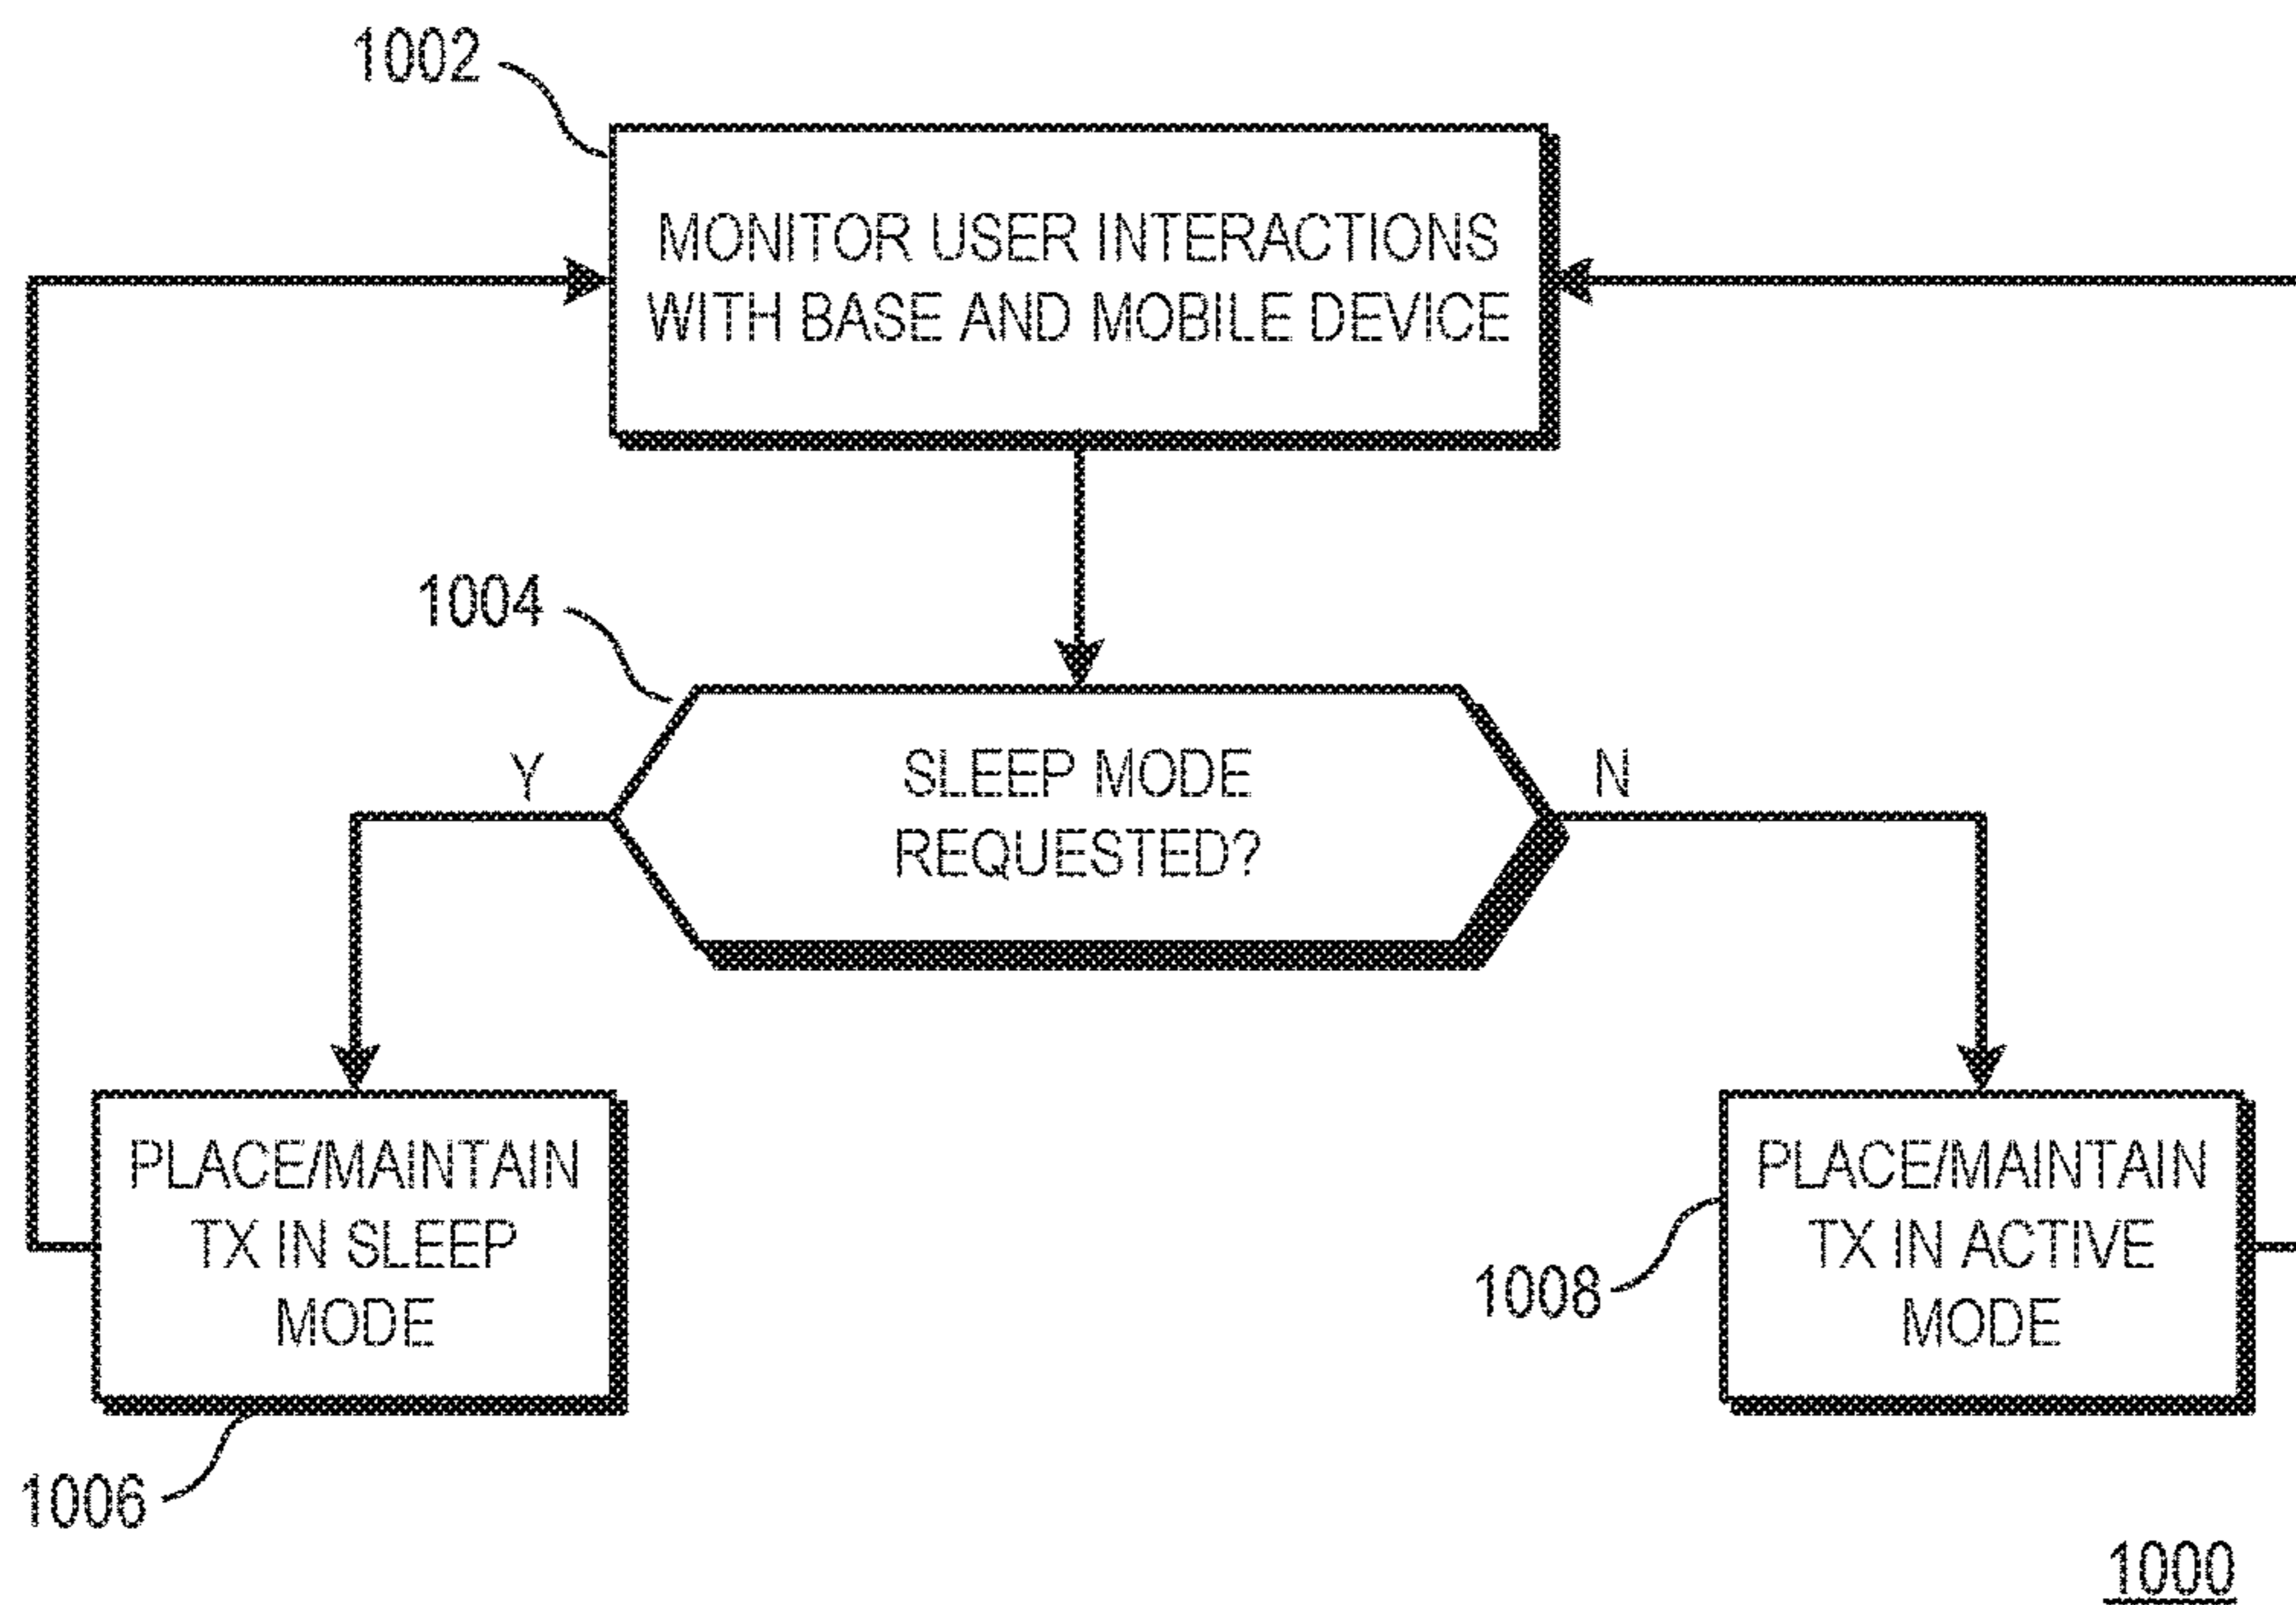 1002
MONITOR USER INTERACTIONS
WITH BASE AND MOBILE DEVICE
1004
Y
SLEEP MODE
REQUESTED?
N
PLACE/MAINTAIN
TX IN SLEEP
MODE
1006
PLACE/MAINTAIN
TX IN ACTIVE
MODE
1008
1000